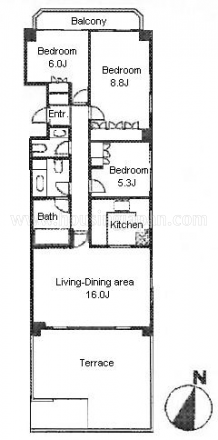 Balcony
Bedroom
6.0J
Bedroom
8.8J
Entr.
Bedroom
5.3J
Bath
Kitchen
Living-Dining area
16.0J
Terrace
N